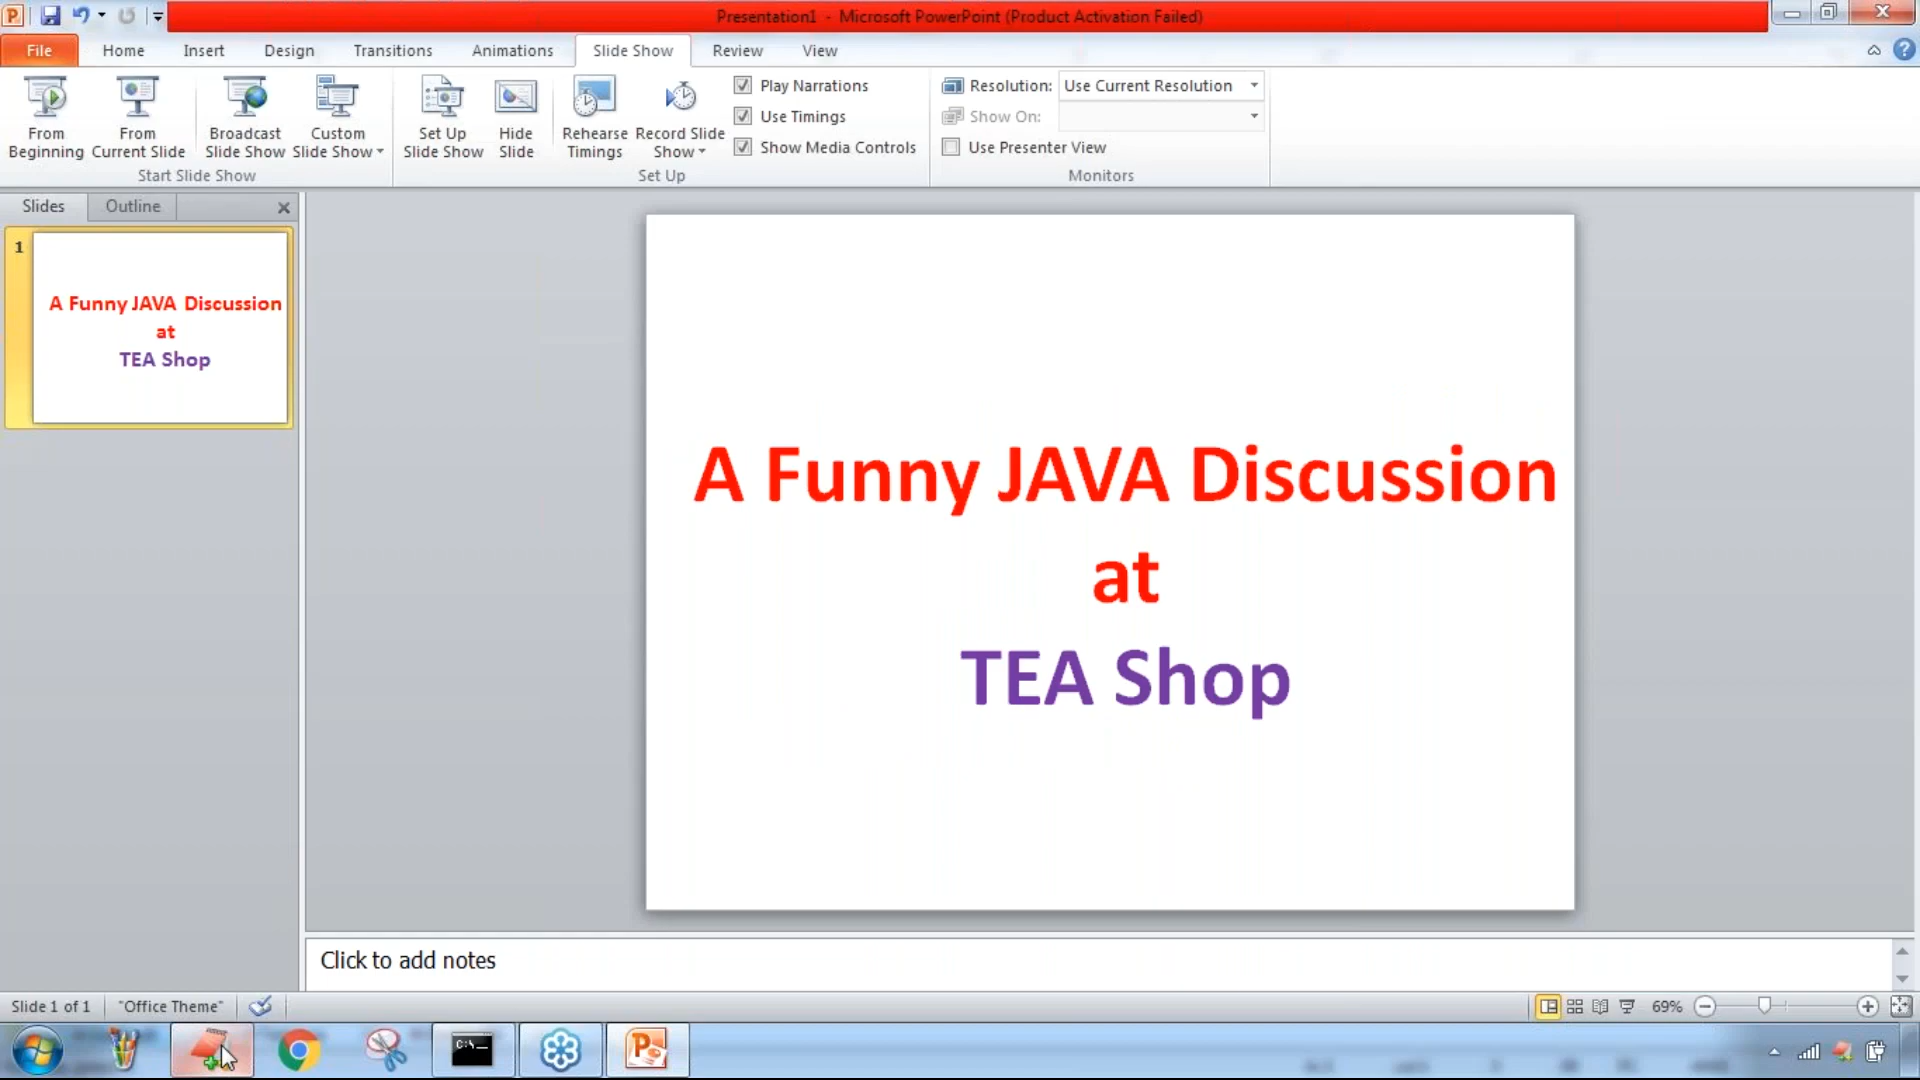 Presentation1 - Microsoft PowerPoint (Product Activation Failed)
File Home Insert Design Transitions Animations Slide Show Review View
From Beginning
From Current Slide
Broadcast Slide Show
Custom Slide Show
Start Slide Show
Set Up Slide Show
Hide Slide
Rehearse Timings
Record Slide Show
Play Narrations
Use Timings
Show Media Controls
Set Up
Resolution: Use Current Resolution
Show On:
Use Presenter View
Monitors
Slides Outline
1
A Funny JAVA Discussion
at
TEA Shop
A Funny JAVA Discussion
at
TEA Shop
Click to add notes
Slide 1 of 1 "Office Theme" 69%
C:\_